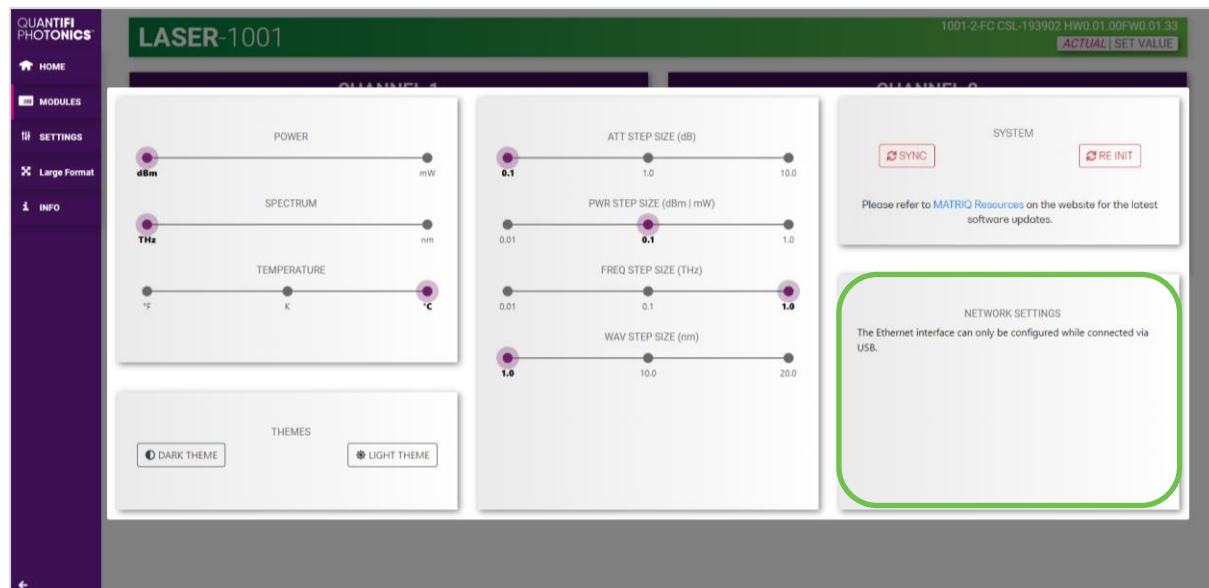 QUANTIFI
PHOTONICS
HOME
MODULES
SETTINGS
Large Format
INFO
LASER-1001
1001-2-FC CSL-193902 HW0.01.00FW0.01.33
ACTUAL | SET VALUE
CHANNEL 1
POWER
dBm mW
SPECTRUM
THz nm
TEMPERATURE
°F K °C
THEMES
DARK THEME LIGHT THEME
ATT STEP SIZE (dB)
0.1 1.0 10.0
PWR STEP SIZE (dBm | mW)
0.01 0.1 1.0
FREQ STEP SIZE (THz)
0.01 0.1 1.0
WAV STEP SIZE (nm)
1.0 10.0 20.0
SYSTEM
SYNC RE INIT
Please refer to MATRIQ Resources on the website for the latest
software updates.
NETWORK SETTINGS
The Ethernet interface can only be configured while connected via
USB.